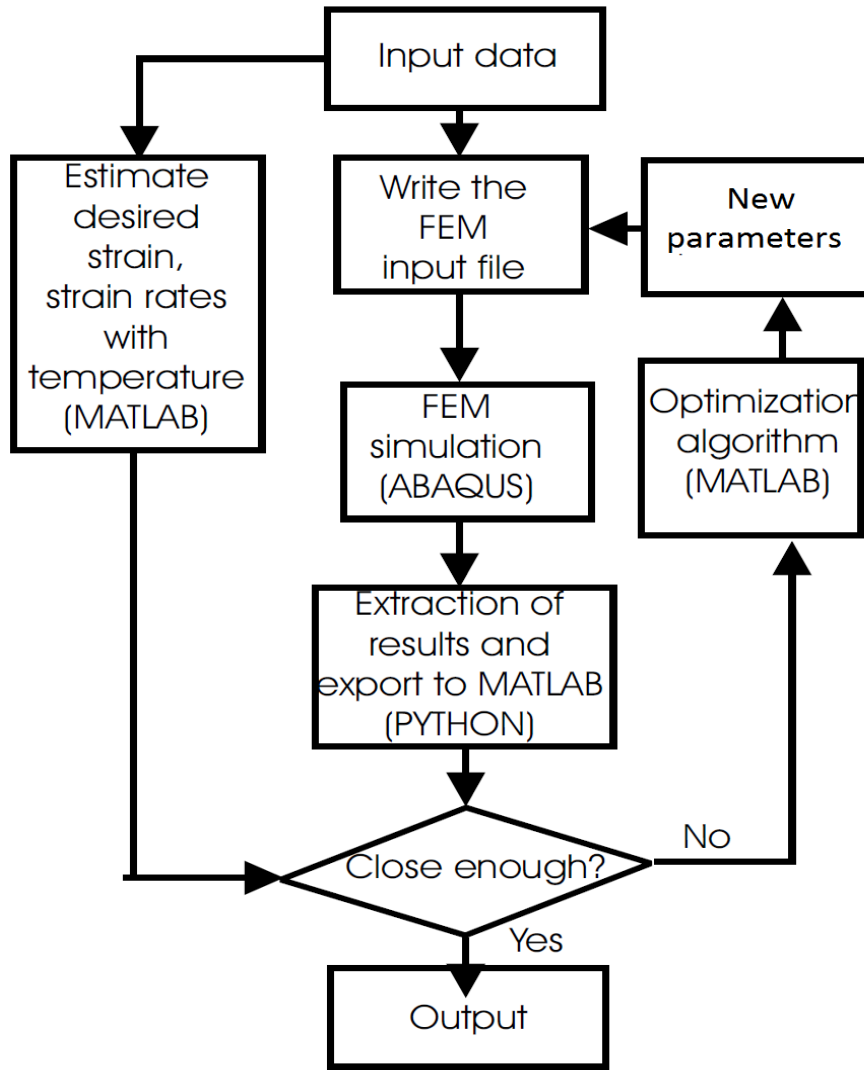 Input data
Estimate
desired
strain,
strain rates
with
temperature
(MATLAB)
Write the
FEM
input file
New
parameters
FEM
simulation
(ABAQUS)
Optimization
algorithm
(MATLAB)
Extraction of
results and
export to MATLAB
(PYTHON)
Close enough?
No
Yes
Output